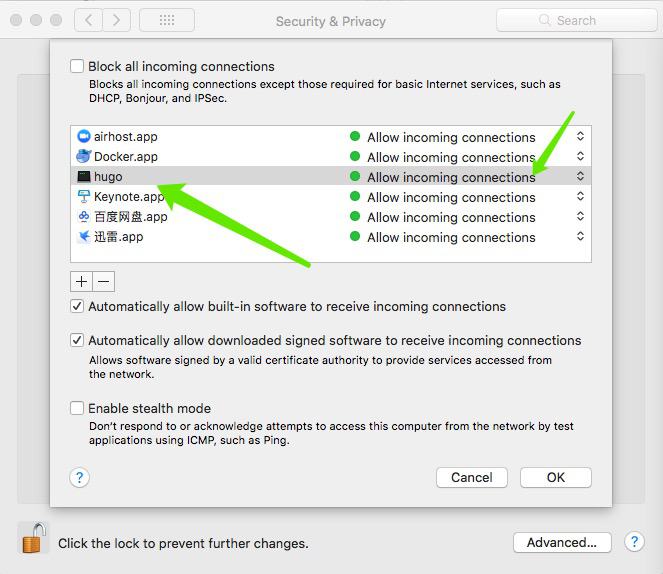 Security & Privacy
Search
Block all incoming connections
Blocks all incoming connections except those required for basic Internet services, such as
DHCP, Bonjour, and IPSec.
airhost.app Allow incoming connections
Docker.app Allow incoming connections
hugo Allow incoming connections
Keynote.app Allow incoming connections
百度网盘.app Allow incoming connections
迅雷.app Allow incoming connections
Automatically allow built-in software to receive incoming connections
Automatically allow downloaded signed software to receive incoming connections
Allows software signed by a valid certificate authority to provide services accessed from
the network.
Enable stealth mode
Don't respond to or acknowledge attempts to access this computer from the network by test
applications using ICMP, such as Ping.
? Cancel OK
Click the lock to prevent further changes. Advanced... ?